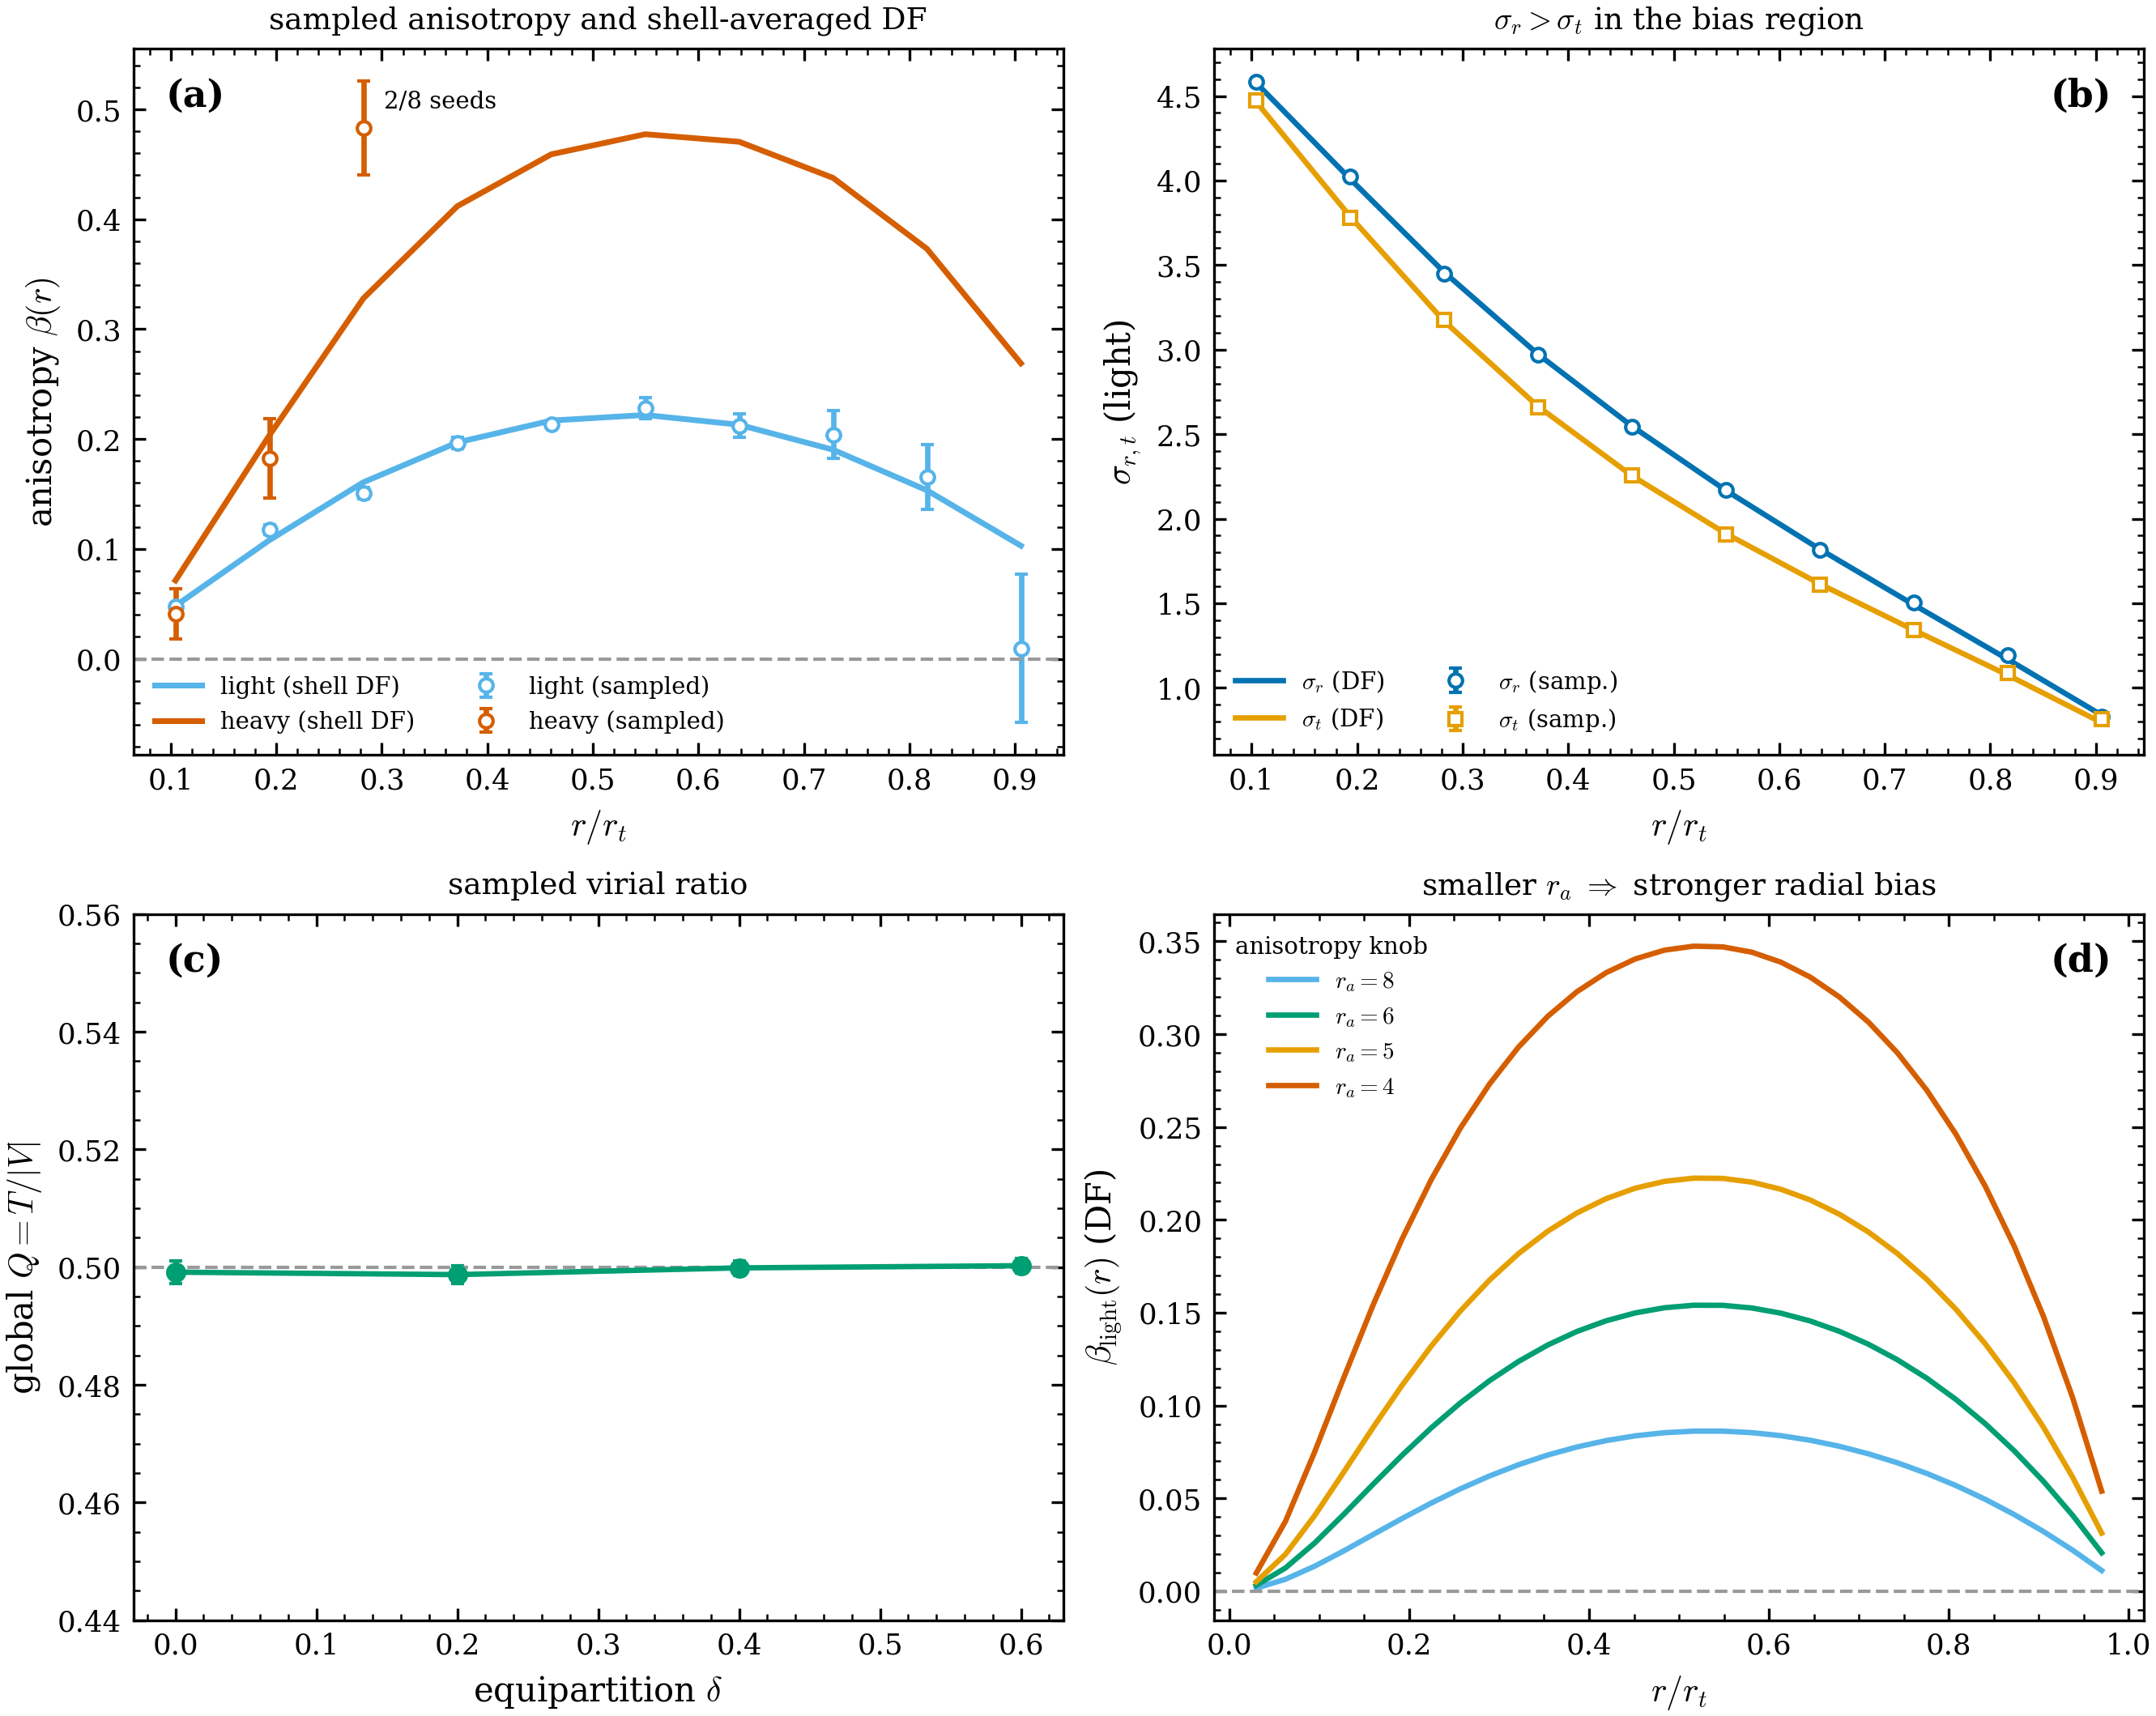 sampled anisotropy and shell-averaged DF
(a)
2/8 seeds
anisotropy β(r)
0.5
0.4
0.3
0.2
0.1
0.0
light (shell DF)
heavy (shell DF)
light (sampled)
heavy (sampled)
0.1 0.2 0.3 0.4 0.5 0.6 0.7 0.8 0.9
r/r_t
σ_r > σ_t in the bias region
(b)
σ_{r, t} (light)
4.5
4.0
3.5
3.0
2.5
2.0
1.5
1.0
σ_r (DF)
σ_t (DF)
σ_r (samp.)
σ_t (samp.)
0.1 0.2 0.3 0.4 0.5 0.6 0.7 0.8 0.9
r/r_t
sampled virial ratio
(c)
global Q = T/|V|
0.56
0.54
0.52
0.50
0.48
0.46
0.44
0.0 0.1 0.2 0.3 0.4 0.5 0.6
equipartition δ
smaller r_a ⇒ stronger radial bias
(d)
β_light(r) (DF)
0.35
0.30
0.25
0.20
0.15
0.10
0.05
0.00
anisotropy knob
r_a = 8
r_a = 6
r_a = 5
r_a = 4
0.0 0.2 0.4 0.6 0.8 1.0
r/r_t